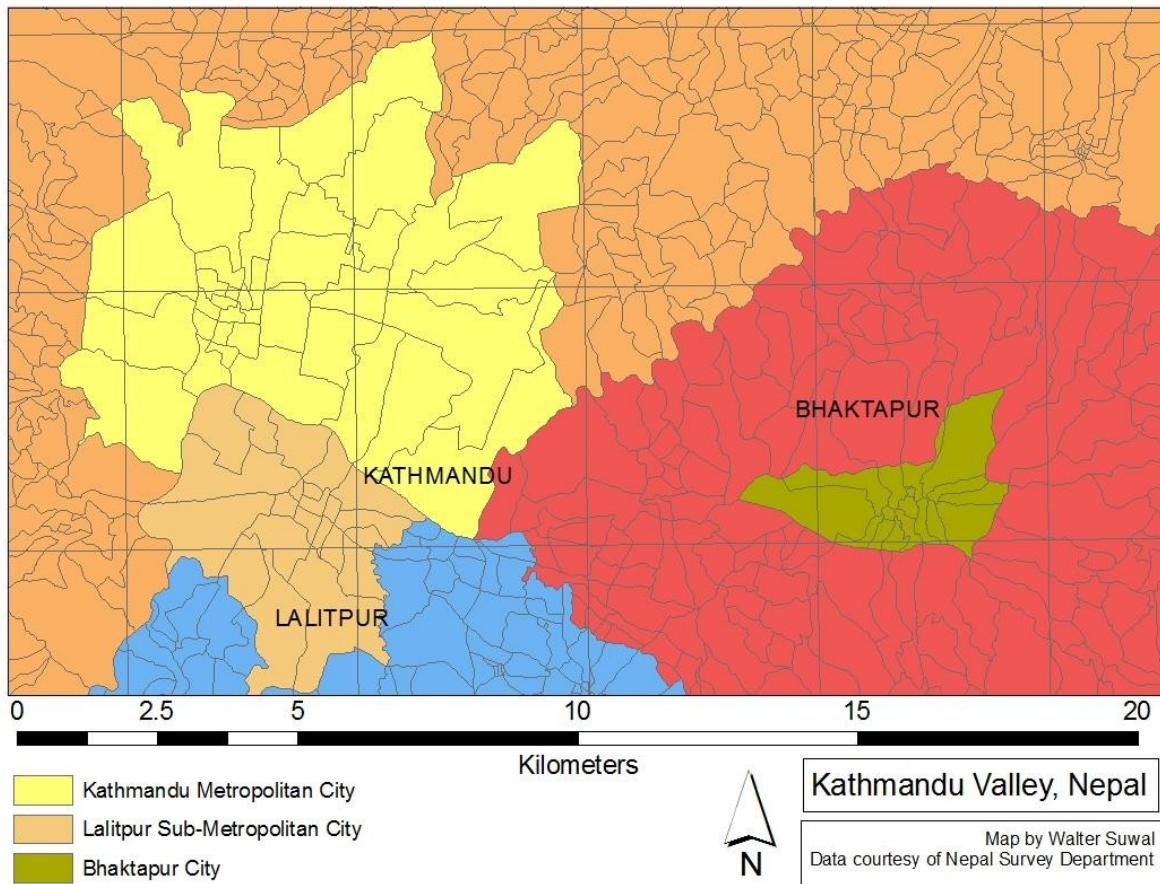 BHAKTAPUR
KATHMANDU
LALITPUR
0 2.5 5 10 15 20
Kilometers
Kathmandu Metropolitan City
Lalitpur Sub-Metropolitan City
Bhaktapur City
N
Kathmandu Valley, Nepal
Map by Walter Suwal
Data courtesy of Nepal Survey Department